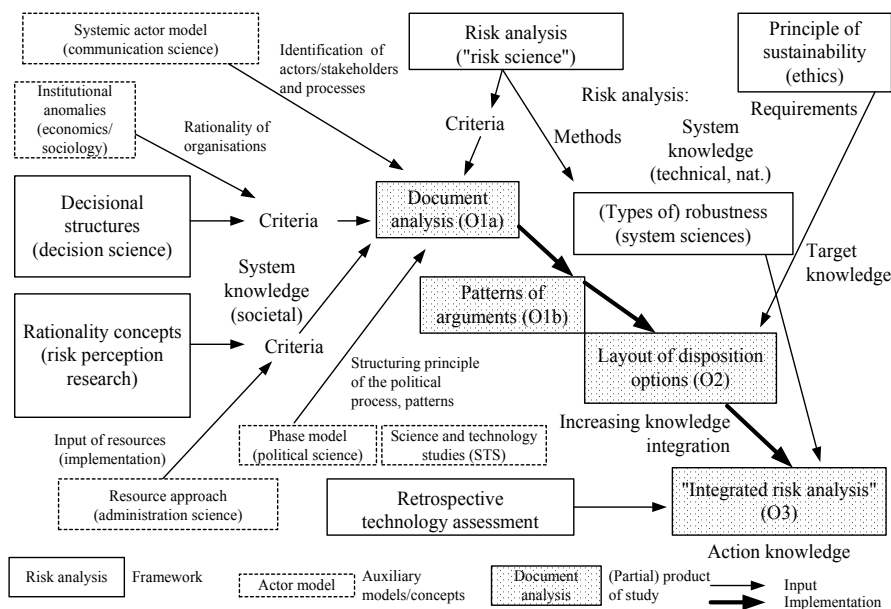 Systemic actor model
(communication science)
Identification of
actors/stakeholders
and processes
Risk analysis
("risk science")
Principle of
sustainability
(ethics)
Institutional
anomalies
(economics/
sociology)
Rationality of
organisations
Criteria
Risk analysis:
Methods
System
knowledge
(technical, nat.)
Requirements
Decisional
structures
(decision science)
Criteria
Document
analysis (O1a)
(Types of) robustness
(system sciences)
System
knowledge
(societal)
Target
knowledge
Rationality concepts
(risk perception
research)
Criteria
Patterns of
arguments (O1b)
Layout of disposition
options (O2)
Structuring principle
of the political
process, patterns
Input of resources
(implementation)
Phase model
(political science)
Science and technology
studies (STS)
Increasing knowledge
integration
Resource approach
(administration science)
Retrospective
technology assessment
"Integrated risk analysis"
(O3)
Action knowledge
Risk analysis
Framework
Actor model
Auxiliary
models/concepts
Document
analysis
(Partial) product
of study
Input
Implementation